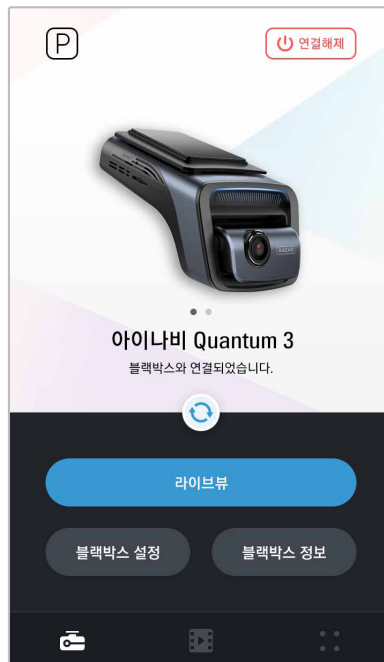 P
연결해제
RADAR
아이나비 Quantum 3
블랙박스와 연결되었습니다.
라이브뷰
블랙박스 설정
블랙박스 정보